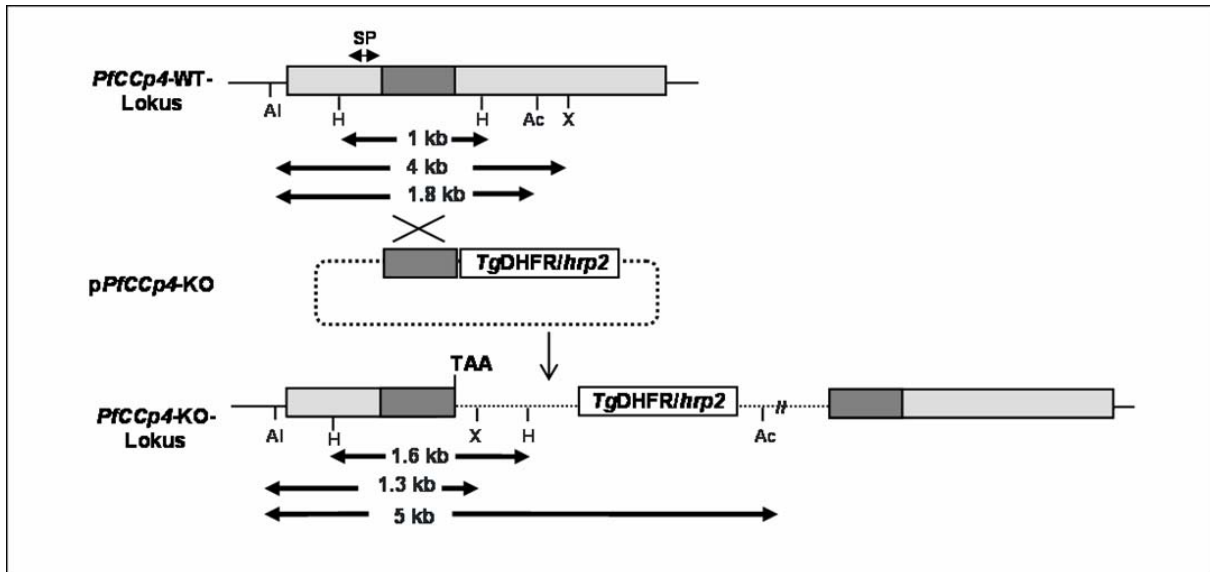 SP
PfCCp4-WT-
Lokus
Al H H Ac X
1 kb
4 kb
1.8 kb
TgDHFR/hrp2
pPfCCp4-KO
TAA
TgDHFR/hrp2
//
PfCCp4-KO-
Lokus
Al H X H Ac
1.6 kb
1.3 kb
5 kb